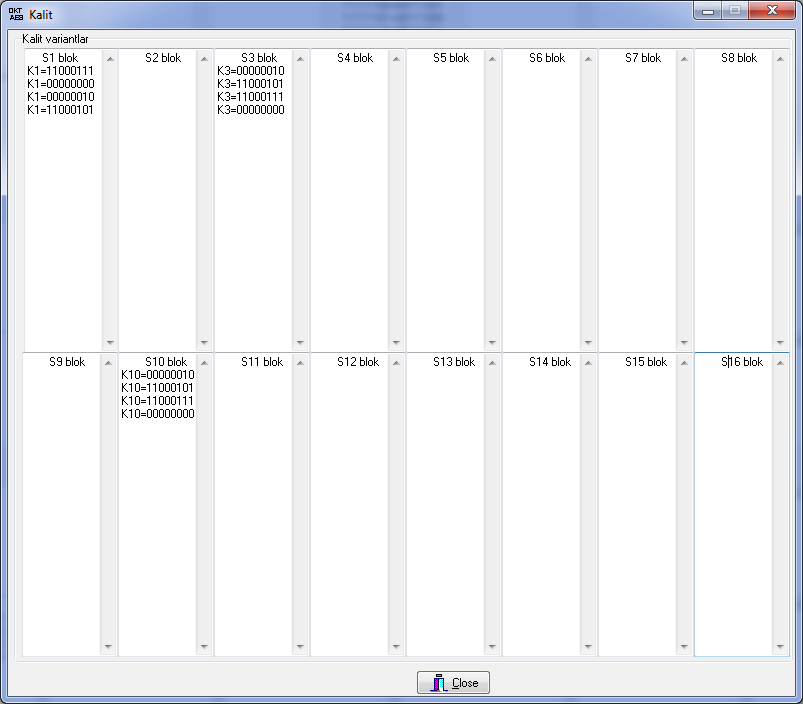 DKT
AES
Kalit
Kalit variantlar
S1 blok
K1=11000111
K1=00000000
K1=00000010
K1=11000101
S2 blok
S3 blok
K3=00000010
K3=11000101
K3=11000111
K3=00000000
S4 blok
S5 blok
S6 blok
S7 blok
S8 blok
S9 blok
S10 blok
K10=00000010
K10=11000101
K10=11000111
K10=00000000
S11 blok
S12 blok
S13 blok
S14 blok
S15 blok
S16 blok
Close